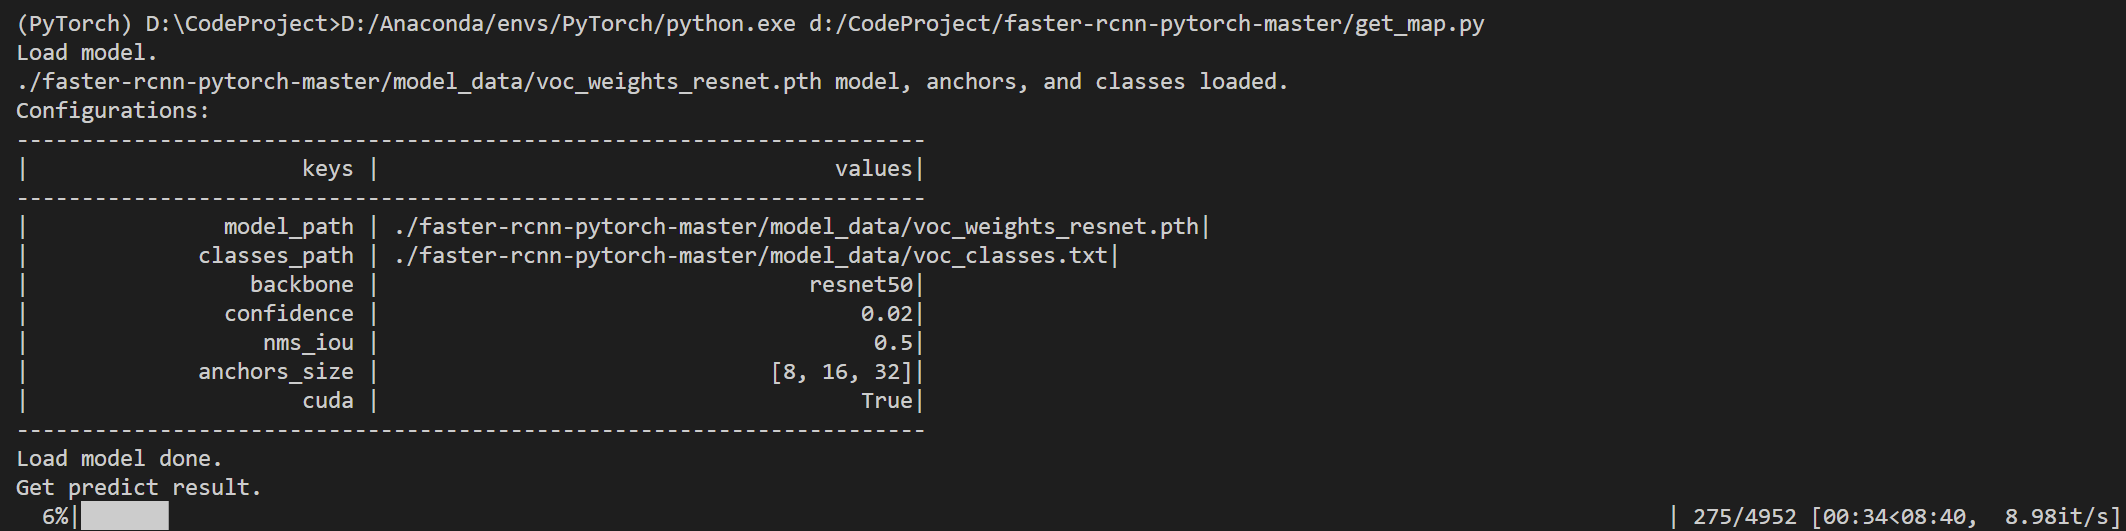 (PyTorch) D:\CodeProject>D:/Anaconda/envs/PyTorch/python.exe d:/CodeProject/faster-rcnn-pytorch-master/get_map.py
Load model.
./faster-rcnn-pytorch-master/model_data/voc_weights_resnet.pth model, anchors, and classes loaded.
Configurations:
----------------------------------------------------------------------
|                     keys |                                   values|
----------------------------------------------------------------------
|               model_path | ./faster-rcnn-pytorch-master/model_data/voc_weights_resnet.pth|
|             classes_path | ./faster-rcnn-pytorch-master/model_data/voc_classes.txt|
|                 backbone |                                 resnet50|
|               confidence |                                     0.02|
|                  nms_iou |                                      0.5|
|             anchors_size |                              [8, 16, 32]|
|                     cuda |                                     True|
----------------------------------------------------------------------
Load model done.
Get predict result.
  6%|███████ | 275/4952 [00:34<08:40,  8.98it/s]